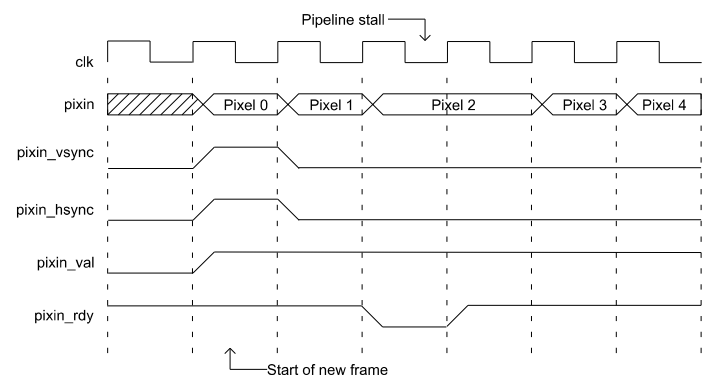 Pipeline stall
clk
pixin
Pixel 0
Pixel 1
Pixel 2
Pixel 3
Pixel 4
pixin_vsync
pixin_hsync
pixin_val
pixin_rdy
Start of new frame